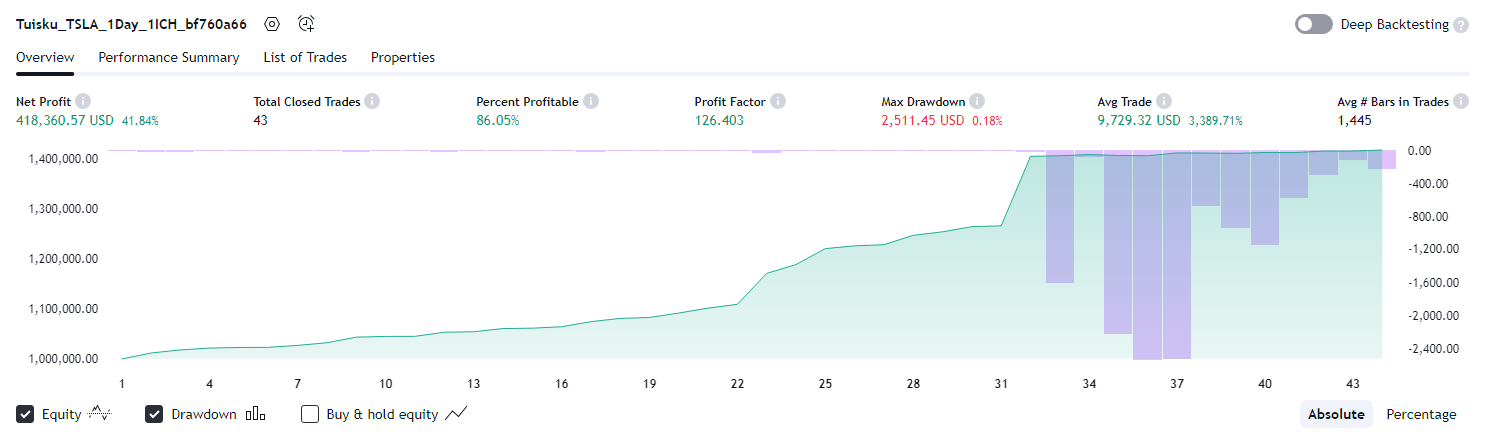 Tuisku_TSLA_1Day_1ICH_bf760a66
Deep Backtesting ?
Overview Performance Summary List of Trades Properties
Net Profit Total Closed Trades Percent Profitable Profit Factor Max Drawdown Avg Trade Avg # Bars in Trades
418,360.57 USD 41.84% 43 86.05% 126.403 2,511.45 USD 0.18% 9,729.32 USD 3,389.71% 1,445
1,400,000.00
1,300,000.00
1,200,000.00
1,100,000.00
1,000,000.00
0.00
-400.00
-800.00
-1,200.00
-1,600.00
-2,000.00
-2,400.00
1 4 7 10 13 16 19 22 25 28 31 34 37 40 43
Equity Drawdown Buy & hold equity Absolute Percentage